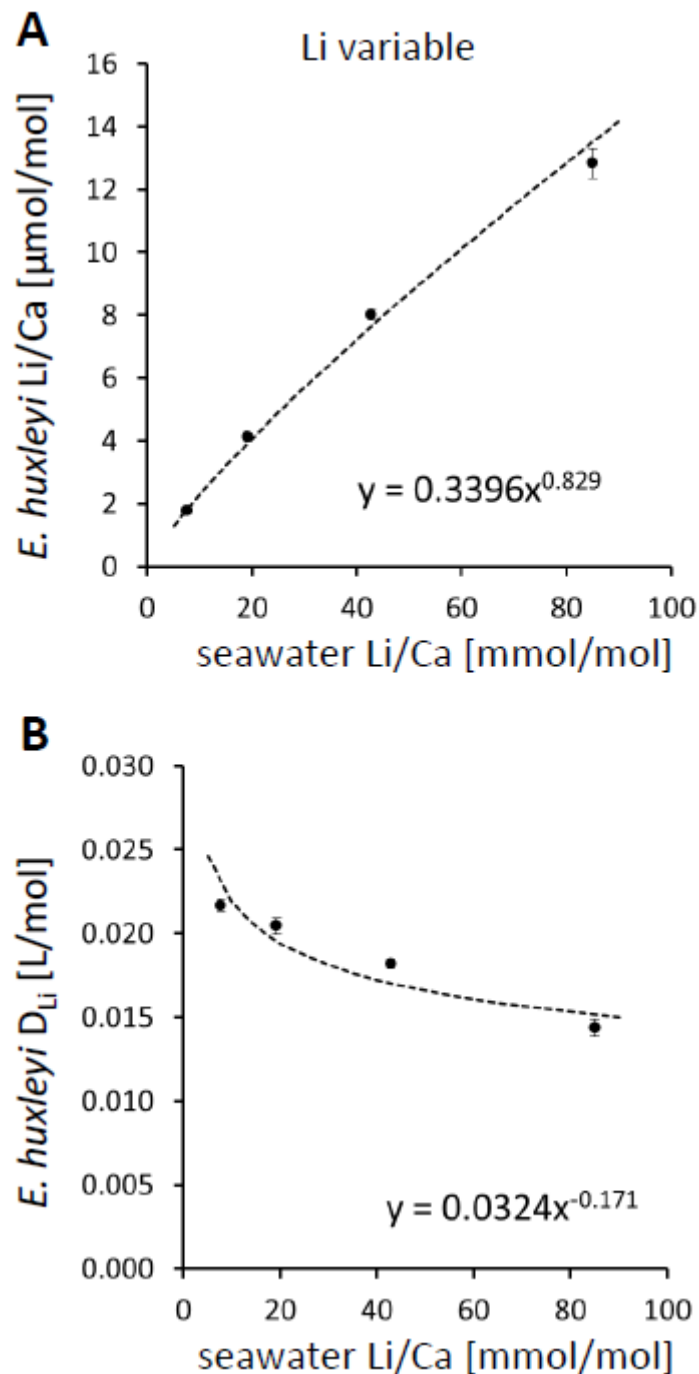 A
Li variable
E. huxleyi Li/Ca [µmol/mol]
16
14
12
10
8
6
4
2
0
y = 0.3396x^0.829
0 20 40 60 80 100
seawater Li/Ca [mmol/mol]
B
E. huxleyi D_Li [L/mol]
0.030
0.025
0.020
0.015
0.010
0.005
0.000
y = 0.0324x^-0.171
0 20 40 60 80 100
seawater Li/Ca [mmol/mol]